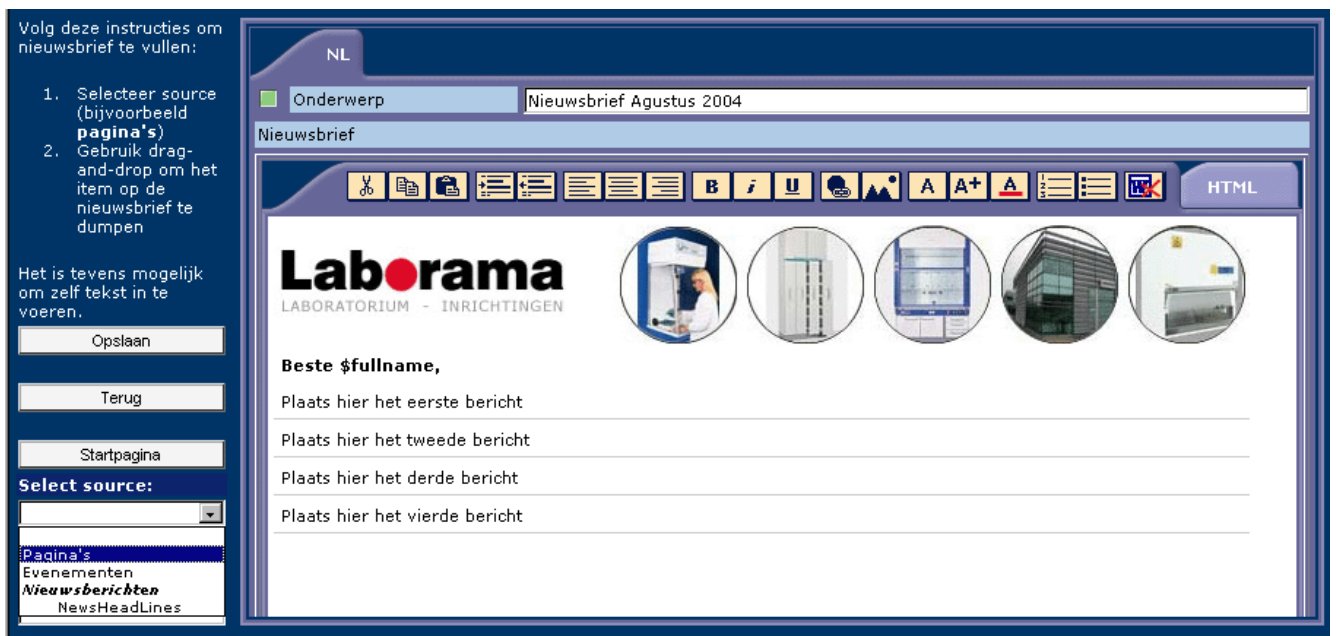 Volg deze instructies om
nieuwsbrief te vullen:
1. Selecteer source
(bijvoorbeeld
pagina's)
2. Gebruik drag-
and-drop om het
item op de
nieuwsbrief te
dumpen
Het is tevens mogelijk
om zelf tekst in te
voeren.
Opslaan
Terug
Startpagina
Select source:
Pagina's
Evenementen
Nieuwsberichten
NewsHeadLines
NL
Onderwerp
Nieuwsbrief Agustus 2004
Nieuwsbrief
B i U A A+ A
HTML
Laborama
LABORATORIUM - INRICHTINGEN
Beste $fullname,
Plaats hier het eerste bericht
Plaats hier het tweede bericht
Plaats hier het derde bericht
Plaats hier het vierde bericht